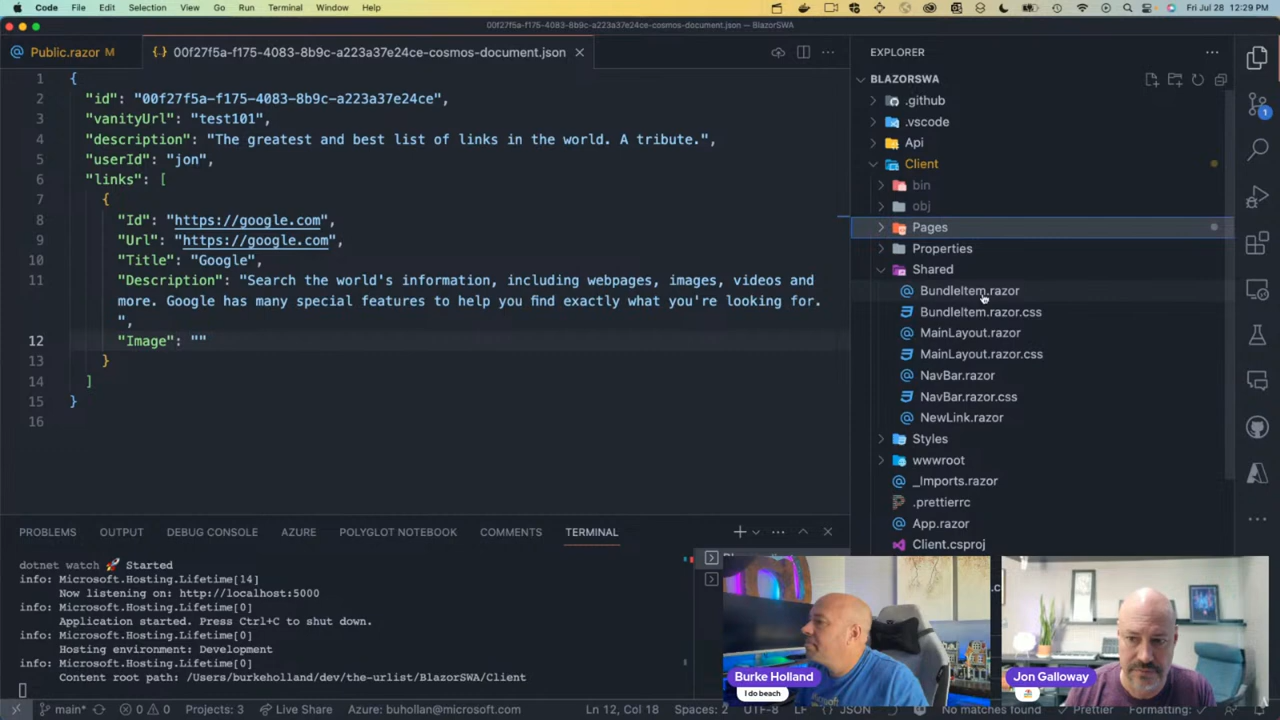 Code File Edit Selection View Go Run Terminal Window Help
Fri Jul 28 12:29 PM
00f27f5a-f175-4083-8b9c-a223a37e24ce-cosmos-document.json — BlazorSWA
Public.razor M
{} 00f27f5a-f175-4083-8b9c-a223a37e24ce-cosmos-document.json
1 {
2 "id": "00f27f5a-f175-4083-8b9c-a223a37e24ce",
3 "vanityUrl": "test101",
4 "description": "The greatest and best list of links in the world. A tribute.",
5 "userId": "jon",
6 "links": [
7 {
8 "Id": "https://google.com",
9 "Url": "https://google.com",
10 "Title": "Google",
11 "Description": "Search the world's information, including webpages, images, videos and
more. Google has many special features to help you find exactly what you're looking for.
",
12 "Image": ""
13 }
14 ]
15 }
16
EXPLORER
BLAZORSWA
.github
.vscode
Api
Client
bin
obj
Pages
Properties
Shared
BundleItem.razor
BundleItem.razor.css
MainLayout.razor
MainLayout.razor.css
NavBar.razor
NavBar.razor.css
NewLink.razor
Styles
wwwroot
_Imports.razor
.prettierrc
App.razor
Client.csproj
1
PROBLEMS OUTPUT DEBUG CONSOLE AZURE POLYGLOT NOTEBOOK COMMENTS TERMINAL
dotnet watch 🚀 Started
info: Microsoft.Hosting.Lifetime[14]
Now listening on: http://localhost:5000
info: Microsoft.Hosting.Lifetime[0]
Application started. Press Ctrl+C to shut down.
info: Microsoft.Hosting.Lifetime[0]
Hosting environment: Development
info: Microsoft.Hosting.Lifetime[0]
Content root path: /Users/burkeholland/dev/the-urlist/BlazorSWA/Client
Burke Holland
I do beach
Jon Galloway
main* 0 0 Projects: 3 Live Share Azure: buhollan@microsoft.com Ln 12, Col 18 Spaces: 2 UTF-8 LF JSON No matches found Prettier Formatting: